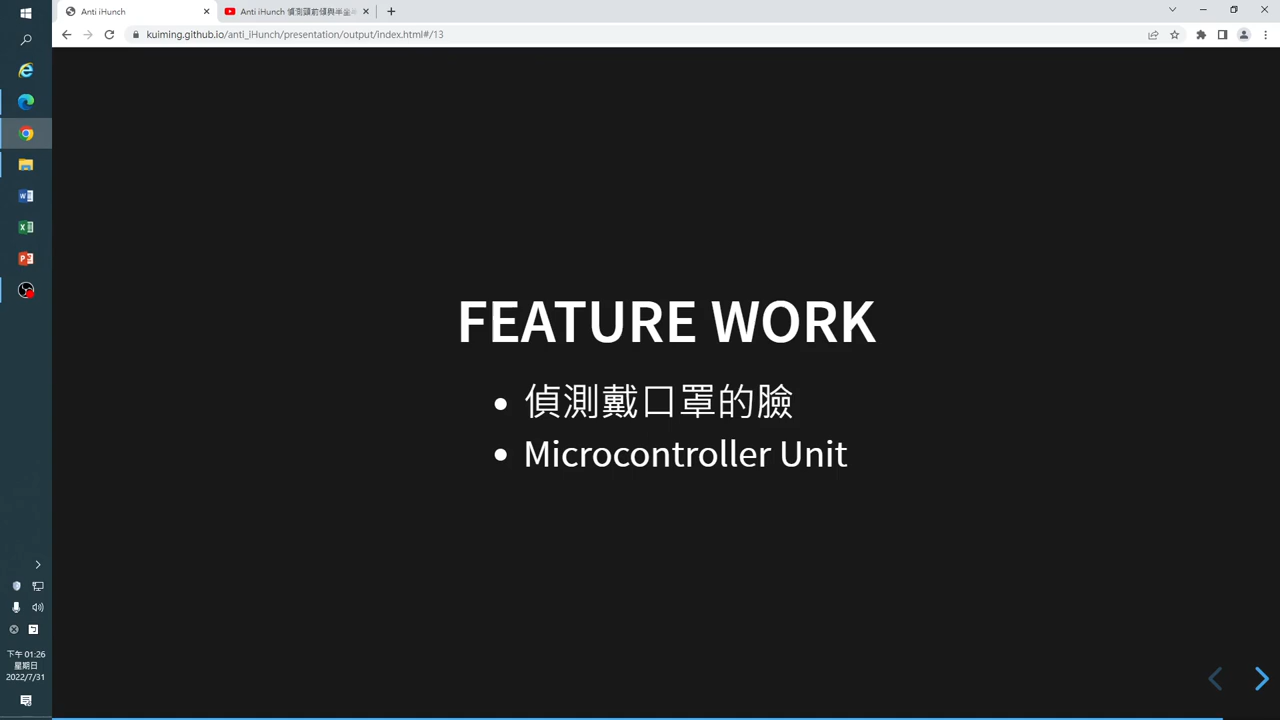 Anti iHunch
Anti iHunch 偵測頭前傾與半坐
kuiming.github.io/anti_iHunch/presentation/output/index.html#/13
FEATURE WORK
偵測戴口罩的臉
Microcontroller Unit
下午 01:26
星期日
2022/7/31